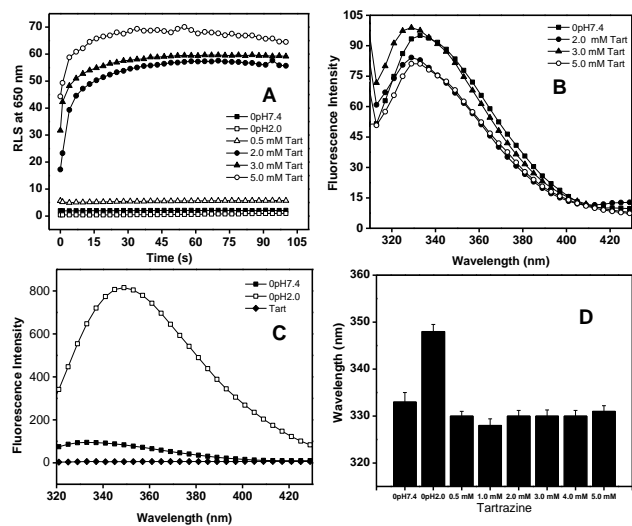 A
RLS at 650 nm
70
60
50
40
30
20
10
0
0pH7.4
0pH2.0
0.5 mM Tart
2.0 mM Tart
3.0 mM Tart
5.0 mM Tart
0 15 30 45 60 75 90 105
Time (s)
B
Fluorescence Intensity
105
90
75
60
45
30
15
0
0pH7.4
2.0 mM Tart
3.0 mM Tart
5.0 mM Tart
320 340 360 380 400 420
Wavelength (nm)
C
Fluorescence Intensity
800
600
400
200
0
0pH7.4
0pH2.0
Tart
320 340 360 380 400 420
Wavelength (nm)
D
Wavelength (nm)
360
350
340
330
320
0pH7.4 0pH2.0 0.5 mM 1.0 mM 2.0 mM 3.0 mM 4.0 mM 5.0 mM
Tartrazine